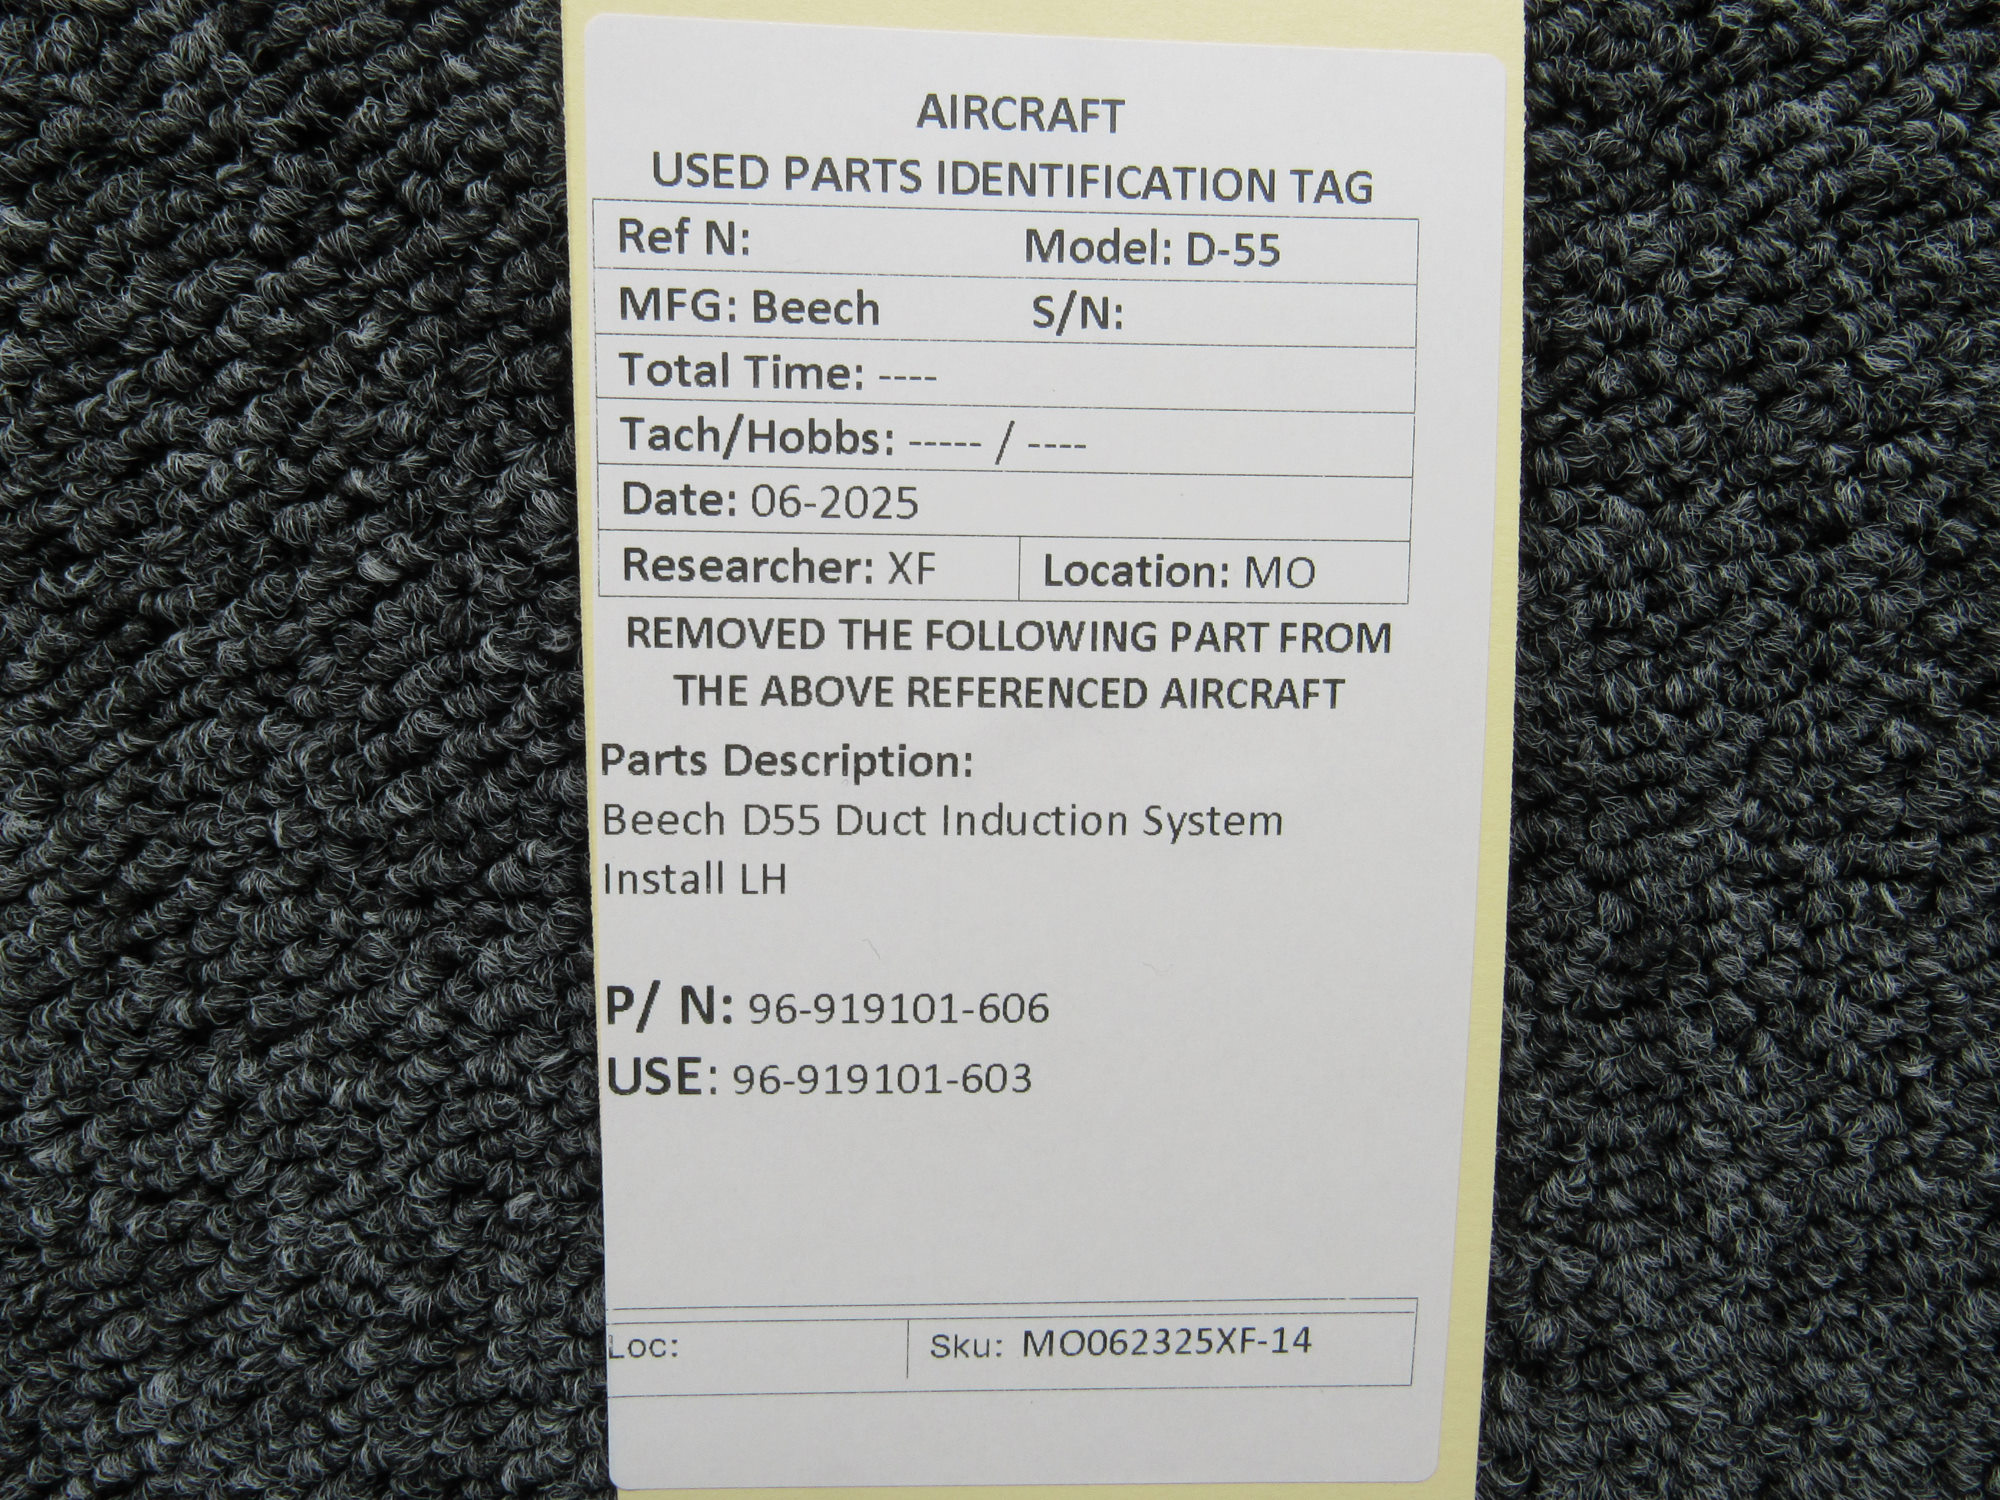 AIRCRAFT
USED PARTS IDENTIFICATION TAG
Ref N: Model: D-55
MFG: Beech S/N:
Total Time: ----
Tach/Hobbs: ----- / ----
Date: 06-2025
Researcher: XF Location: MO
REMOVED THE FOLLOWING PART FROM
THE ABOVE REFERENCED AIRCRAFT
Parts Description:
Beech D55 Duct Induction System
Install LH
P/ N: 96-919101-606
USE: 96-919101-603
Loc: Sku: MO062325XF-14